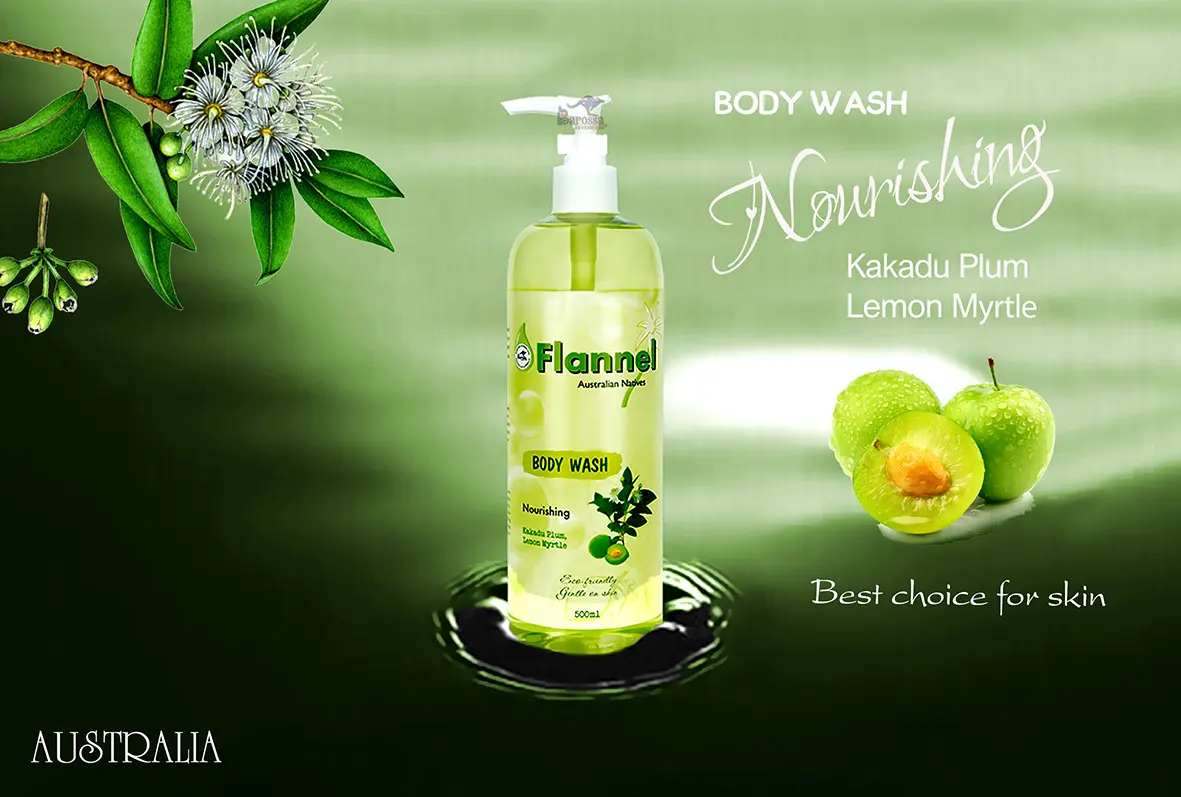 BODY WASH
Nourishing
Kakadu Plum
Lemon Myrtle
Flannel
Australian Natives
BODY WASH
Nourishing
Kakadu Plum,
Lemon Myrtle
Eco-friendly
Gentle on skin
500ml
Best choice for skin
AUSTRALIA